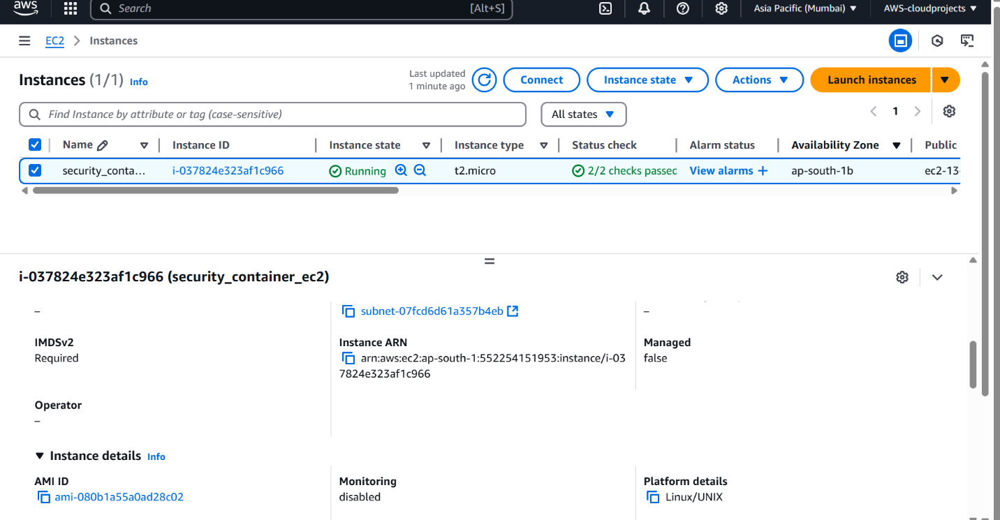 aws
Search [Alt+S] Asia Pacific (Mumbai) AWS-cloudprojects
EC2 > Instances
Instances (1/1) Info
Last updated
1 minute ago
Connect Instance state Actions Launch instances
Find Instance by attribute or tag (case-sensitive) All states 1
Name Instance ID Instance state Instance type Status check Alarm status Availability Zone Public
security_conta... i-037824e323af1c966 Running t2.micro 2/2 checks passed View alarms + ap-south-1b ec2-13-
i-037824e323af1c966 (security_container_ec2)
– subnet-07fcd6d61a357b4eb –
IMDSv2 Instance ARN Managed
Required arn:aws:ec2:ap-south-1:552254151953:instance/i-03 false
7824e323af1c966
Operator
–
Instance details Info
AMI ID Monitoring Platform details
ami-080b1a55a0ad28c02 disabled Linux/UNIX